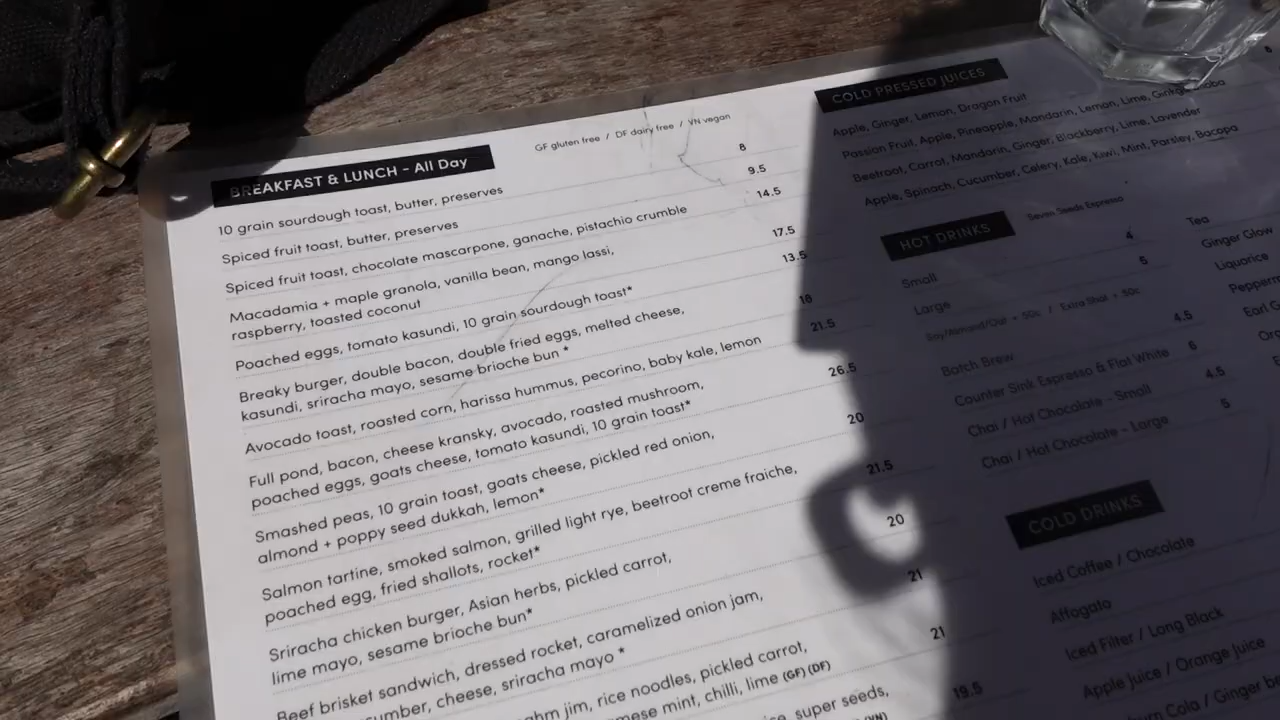 GF gluten free / DF dairy free / VN vegan
BREAKFAST & LUNCH - All Day
10 grain sourdough toast, butter, preserves 8
Spiced fruit toast, butter, preserves 9.5
Spiced fruit toast, chocolate mascarpone, ganache, pistachio crumble 14.5
Macadamia + maple granola, vanilla bean, mango lassi, 17.5
raspberry, toasted coconut
Poached eggs, tomato kasundi, 10 grain sourdough toast* 13.5
Breaky burger, double bacon, double fried eggs, melted cheese, 18
kasundi, sriracha mayo, sesame brioche bun *
Avocado toast, roasted corn, harissa hummus, pecorino, baby kale, lemon 21.5
Full pond, bacon, cheese kransky, avocado, roasted mushroom, 26.5
poached eggs, goats cheese, tomato kasundi, 10 grain toast*
Smashed peas, 10 grain toast, goats cheese, pickled red onion, 20
almond + poppy seed dukkah, lemon*
Salmon tartine, smoked salmon, grilled light rye, beetroot creme fraiche, 21.5
poached egg, fried shallots, rocket*
Sriracha chicken burger, Asian herbs, pickled carrot, 20
lime mayo, sesame brioche bun*
Beef brisket sandwich, dressed rocket, caramelized onion jam, 21
cheese, sriracha mayo *
jim, rice noodles, pickled carrot, 21
mint, chilli, lime (GF) (DF)
super seeds, 19.5
(VN)
COLD PRESSED JUICES
6
Apple, Ginger, Lemon, Dragon Fruit
Passion Fruit, Apple, Pineapple, Mandarin, Lemon, Lime, Ginkgo
Beetroot, Carrot, Mandarin, Ginger, Blackberry, Lime, Lavender
Apple, Spinach, Cucumber, Celery, Kale, Kiwi, Mint, Parsley, Bacopa
HOT DRINKS
Seven Seeds Espresso
Small 4
Large 5
Soy/Almond/Oat + 50c / Extra Shot + 50c
Batch Brew 4.5
Counter Sink Espresso & Flat White 6
Chai / Hot Chocolate - Small 4.5
Chai / Hot Chocolate - Large 5
Tea
Ginger Glow
Liquorice
COLD DRINKS
Iced Coffee / Chocolate
Affogato
Iced Filter / Long Black
Apple Juice / Orange Juice
Cola / Ginger